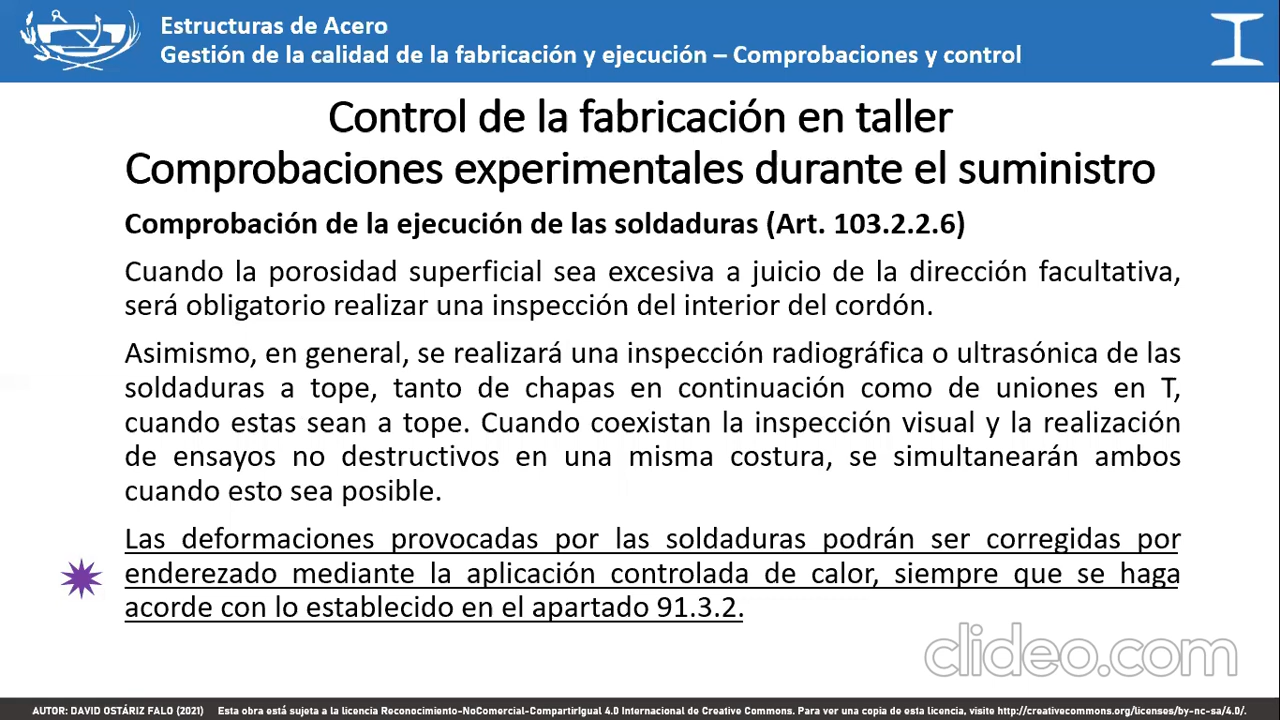 Estructuras de Acero
Gestión de la calidad de la fabricación y ejecución – Comprobaciones y control
Control de la fabricación en taller
Comprobaciones experimentales durante el suministro
Comprobación de la ejecución de las soldaduras (Art. 103.2.2.6)
Cuando la porosidad superficial sea excesiva a juicio de la dirección facultativa,
será obligatorio realizar una inspección del interior del cordón.
Asimismo, en general, se realizará una inspección radiográfica o ultrasónica de las
soldaduras a tope, tanto de chapas en continuación como de uniones en T,
cuando estas sean a tope. Cuando coexistan la inspección visual y la realización
de ensayos no destructivos en una misma costura, se simultanearán ambos
cuando esto sea posible.
Las deformaciones provocadas por las soldaduras podrán ser corregidas por
enderezado mediante la aplicación controlada de calor, siempre que se haga
acorde con lo establecido en el apartado 91.3.2.
clideo.com
AUTOR: DAVID OSTÁRIZ FALO (2021) Esta obra está sujeta a la licencia Reconocimiento-NoComercial-CompartirIgual 4.0 Internacional de Creative Commons. Para ver una copia de esta licencia, visite http://creativecommons.org/licenses/by-nc-sa/4.0/.